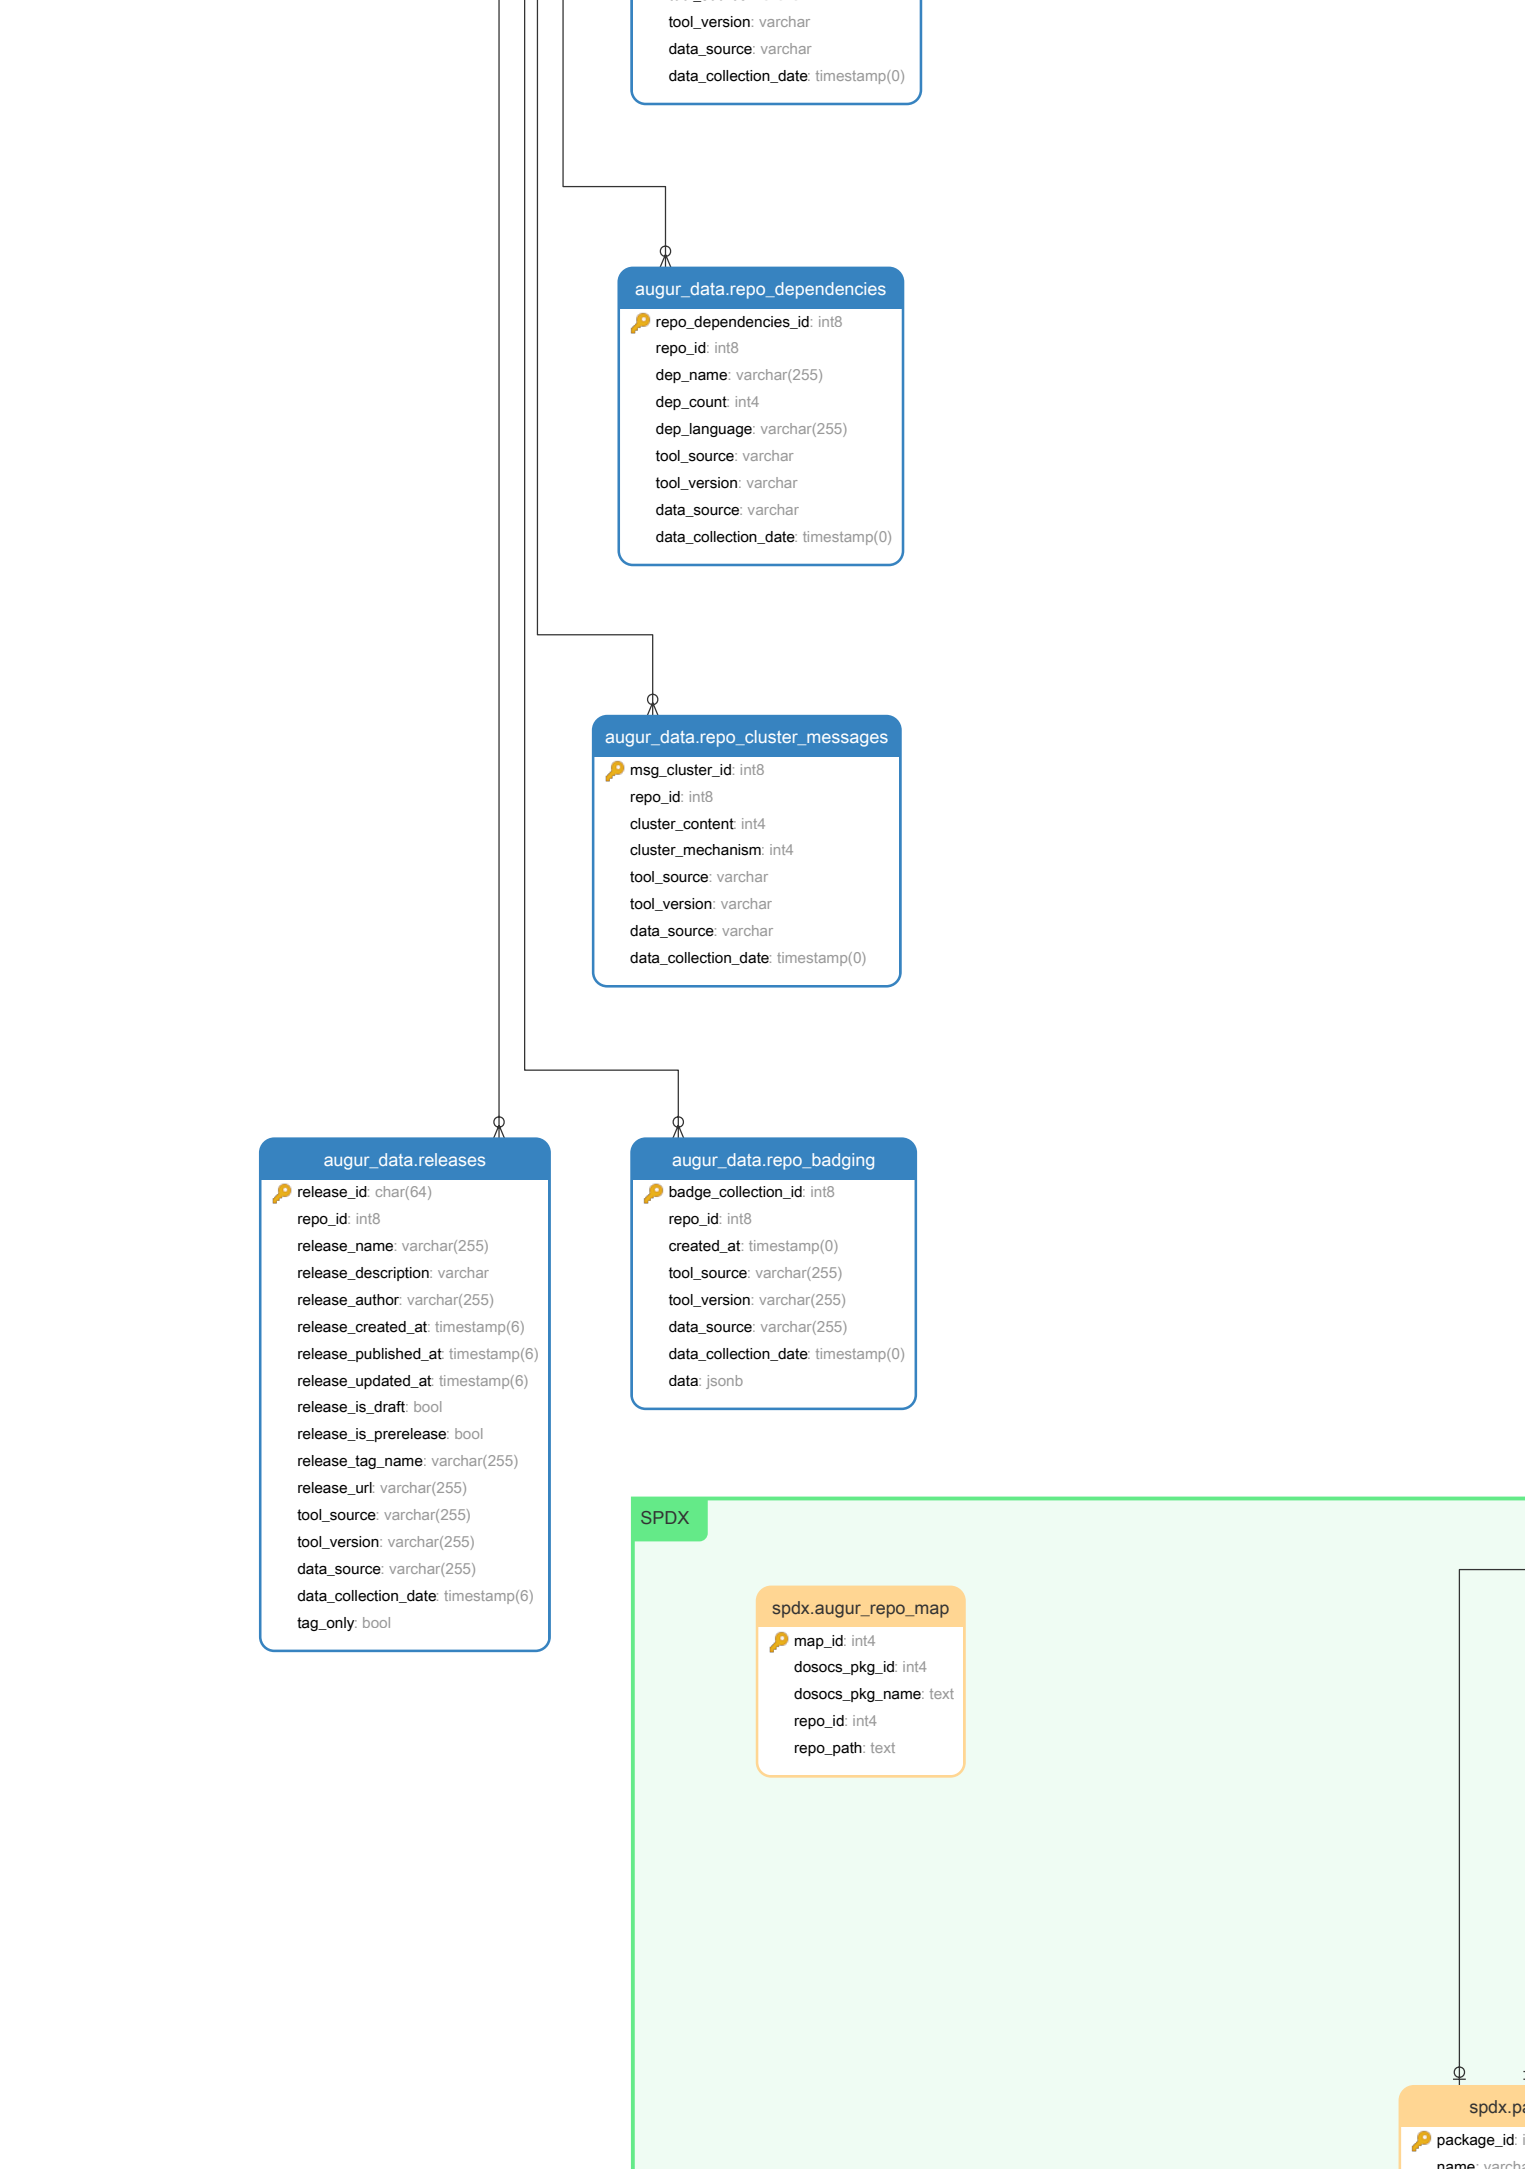 tool_version: varchar
data_source: varchar
data_collection_date: timestamp(0)
augur_data.repo_dependencies
repo_dependencies_id: int8
repo_id: int8
dep_name: varchar(255)
dep_count: int4
dep_language: varchar(255)
tool_source: varchar
tool_version: varchar
data_source: varchar
data_collection_date: timestamp(0)
augur_data.repo_cluster_messages
msg_cluster_id: int8
repo_id: int8
cluster_content: int4
cluster_mechanism: int4
tool_source: varchar
tool_version: varchar
data_source: varchar
data_collection_date: timestamp(0)
augur_data.releases
release_id: char(64)
repo_id: int8
release_name: varchar(255)
release_description: varchar
release_author: varchar(255)
release_created_at: timestamp(6)
release_published_at: timestamp(6)
release_updated_at: timestamp(6)
release_is_draft: bool
release_is_prerelease: bool
release_tag_name: varchar(255)
release_url: varchar(255)
tool_source: varchar(255)
tool_version: varchar(255)
data_source: varchar(255)
data_collection_date: timestamp(6)
tag_only: bool
augur_data.repo_badging
badge_collection_id: int8
repo_id: int8
created_at: timestamp(0)
tool_source: varchar(255)
tool_version: varchar(255)
data_source: varchar(255)
data_collection_date: timestamp(0)
data: jsonb
SPDX
spdx.augur_repo_map
map_id: int4
dosocs_pkg_id: int4
dosocs_pkg_name: text
repo_id: int4
repo_path: text
spdx.pa
package_id:
name: varcha